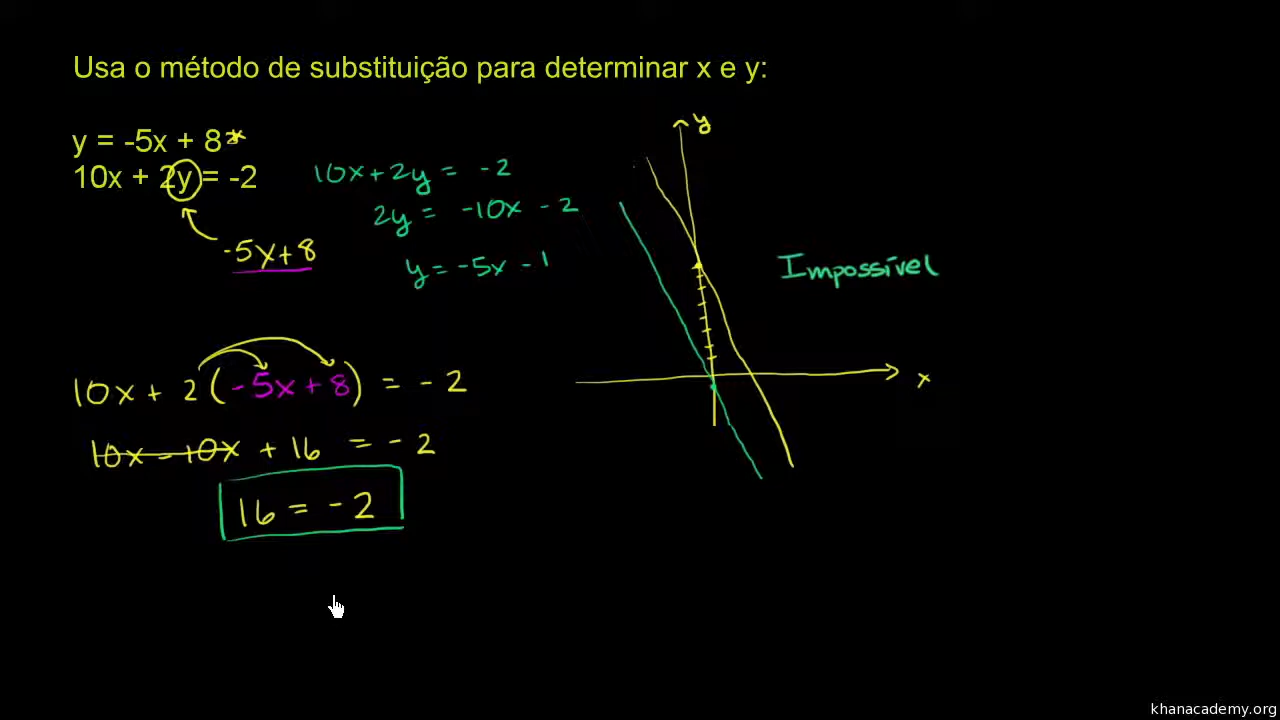 Usa o método de substituição para determinar x e y:
y = -5x + 8*
10x + 2y = -2
-5x+8
10x+2y = -2
2y = -10x - 2
y = -5x - 1
y
x
Impossível
10x + 2(-5x+8) = -2
10x - 10x + 16 = -2
16 = -2
khanacademy.org